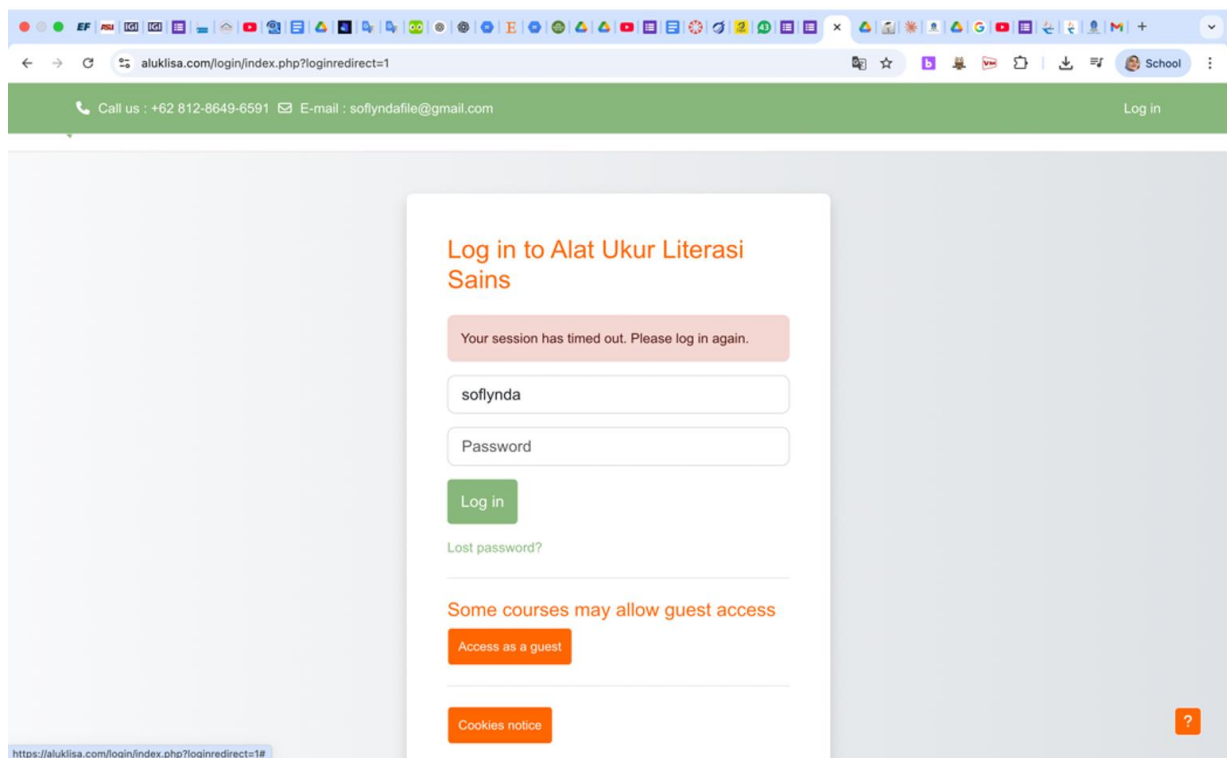 aluklisa.com/login/index.php?loginredirect=1
School
Call us : +62 812-8649-6591 E-mail : soflyndafile@gmail.com
Log in
Log in to Alat Ukur Literasi
Sains
Your session has timed out. Please log in again.
soflynda
Password
Log in
Lost password?
Some courses may allow guest access
Access as a guest
Cookies notice
?
https://aluklisa.com/login/index.php?loginredirect=1#